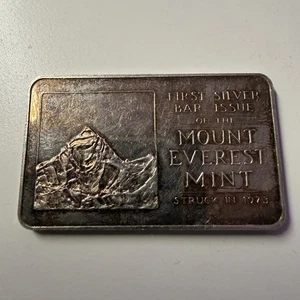 FIRST SILVER
BAR ISSUE
OF THE
MOUNT
EVEREST
MINT
STRUCK IN 1973